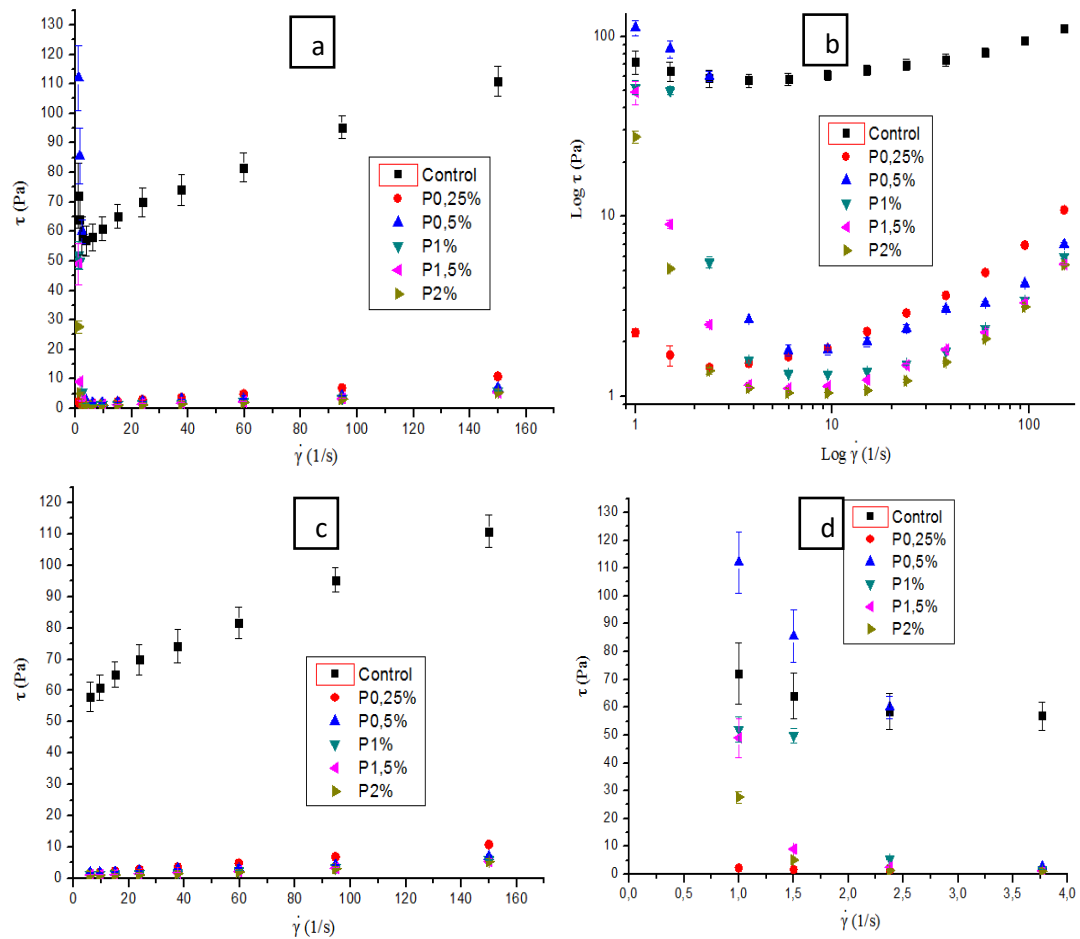 a
135
130
120
110
100
90
80
70
60
50
40
30
20
10
0
τ (Pa)
0 20 40 60 80 100 120 140 160
γ̇ (1/s)
Control
P0,25%
P0,5%
P1%
P1,5%
P2%
b
100
10
1
Log τ (Pa)
1 10 100
Log γ̇ (1/s)
Control
P0,25%
P0,5%
P1%
P1,5%
P2%
c
120
110
100
90
80
70
60
50
40
30
20
10
0
τ (Pa)
0 20 40 60 80 100 120 140 160
γ̇ (1/s)
Control
P0,25%
P0,5%
P1%
P1,5%
P2%
d
130
120
110
100
90
80
70
60
50
40
30
20
10
0
τ (Pa)
0,0 0,5 1,0 1,5 2,0 2,5 3,0 3,5 4,0
γ̇ (1/s)
Control
P0,25%
P0,5%
P1%
P1,5%
P2%